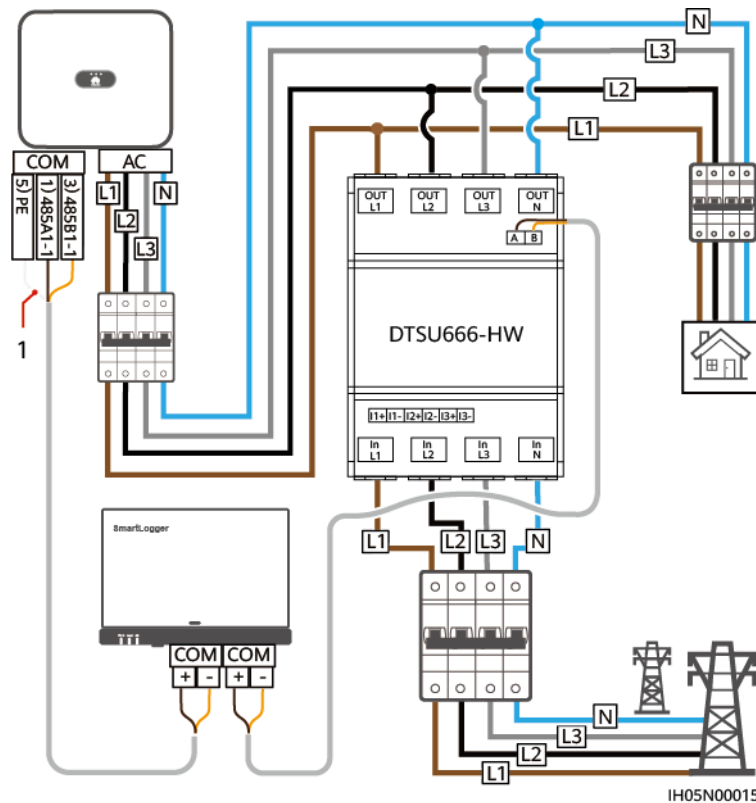 N
L3
L2
L1
COM
AC
5) PE
1) 485A1-1
3) 485B1-1
L1
L2
L3
N
1
OUT L1
OUT L2
OUT L3
OUT N
A B
DTSU666-HW
I1+ I1- I2+ I2- I3+ I3-
In L1
In L2
In L3
In N
L1
L2
L3
N
SmartLogger
COM COM
+ - + -
N
L3
L2
L1
IH05N00015